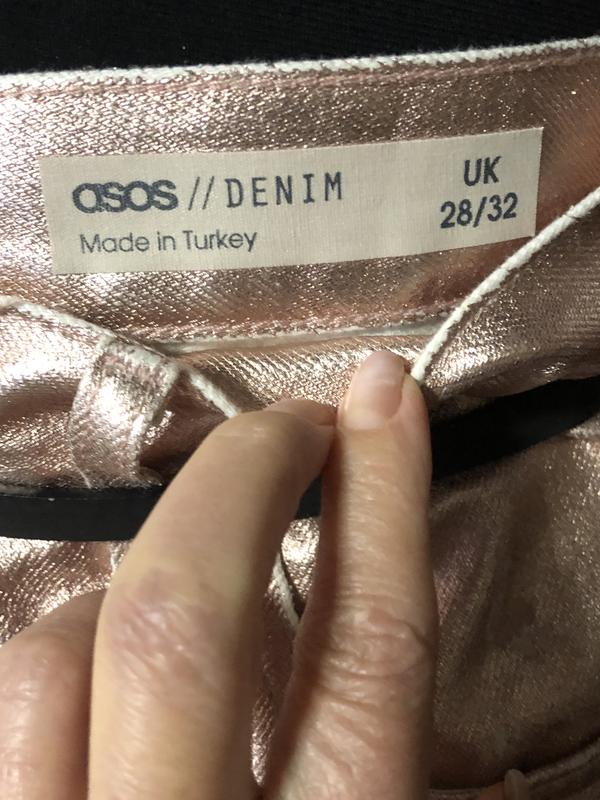 asos // DENIM
Made in Turkey
UK
28/32